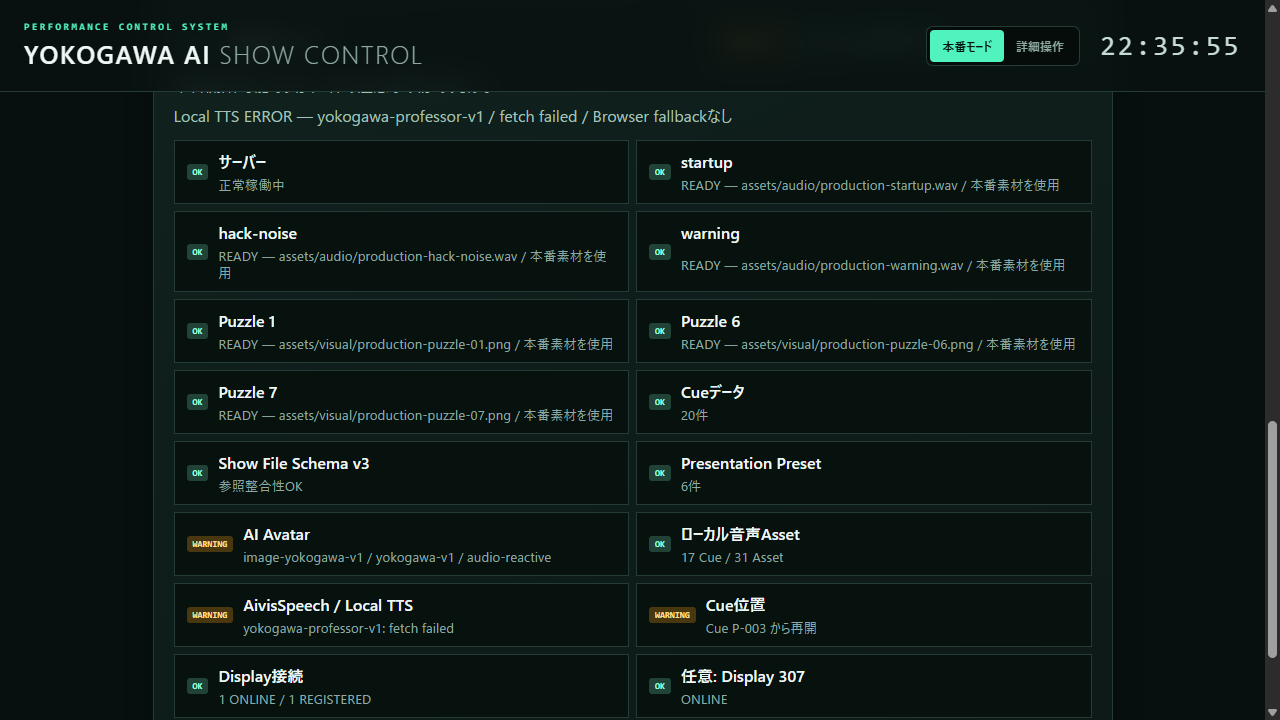 PERFORMANCE CONTROL SYSTEM
YOKOGAWA AI SHOW CONTROL
本番モード
詳細操作
22:35:55
Local TTS ERROR — yokogawa-professor-v1 / fetch failed / Browser fallbackなし
OK
サーバー
正常稼働中
OK
startup
READY — assets/audio/production-startup.wav / 本番素材を使用
OK
hack-noise
READY — assets/audio/production-hack-noise.wav / 本番素材を使
用
OK
warning
READY — assets/audio/production-warning.wav / 本番素材を使用
OK
Puzzle 1
READY — assets/visual/production-puzzle-01.png / 本番素材を使用
OK
Puzzle 6
READY — assets/visual/production-puzzle-06.png / 本番素材を使用
OK
Puzzle 7
READY — assets/visual/production-puzzle-07.png / 本番素材を使用
OK
Cueデータ
20件
OK
Show File Schema v3
参照整合性OK
OK
Presentation Preset
6件
WARNING
AI Avatar
image-yokogawa-v1 / yokogawa-v1 / audio-reactive
OK
ローカル音声Asset
17 Cue / 31 Asset
WARNING
AivisSpeech / Local TTS
yokogawa-professor-v1: fetch failed
WARNING
Cue位置
Cue P-003 から再開
OK
Display接続
1 ONLINE / 1 REGISTERED
OK
任意: Display 307
ONLINE